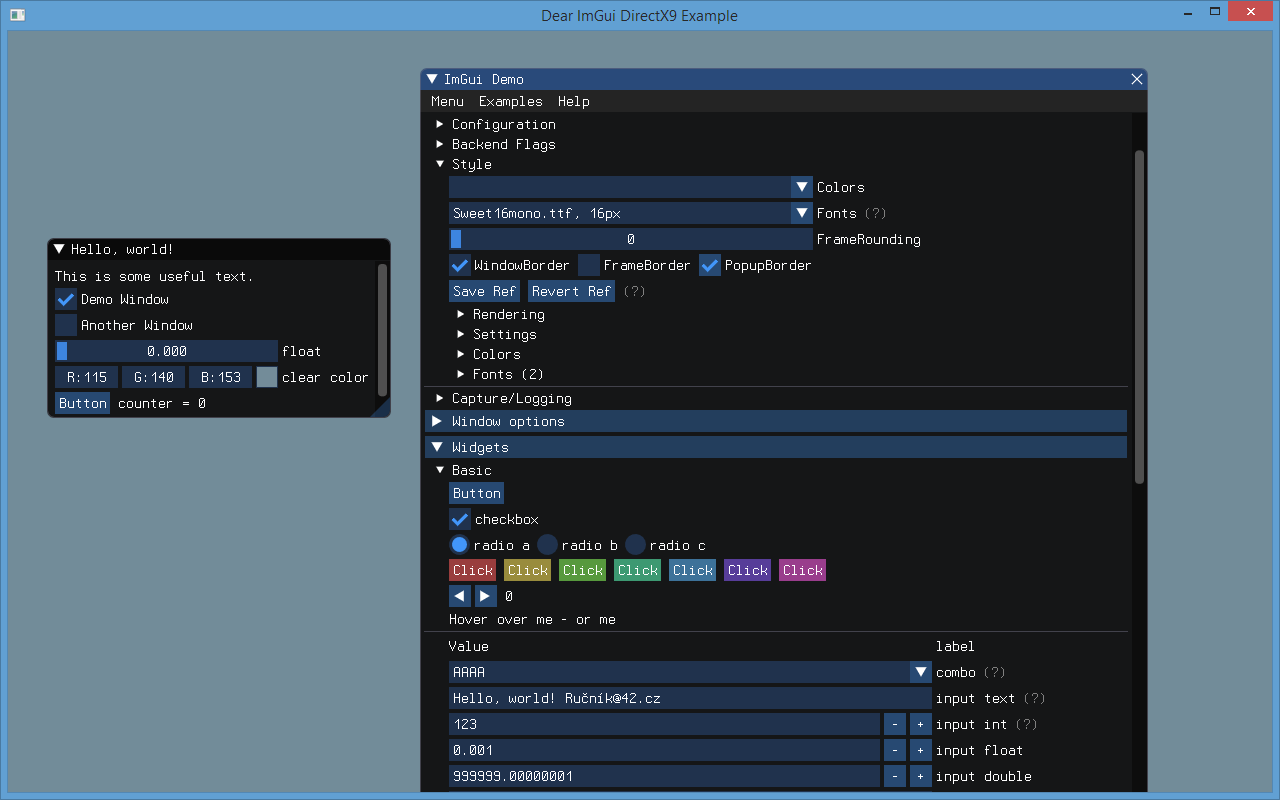 Dear ImGui DirectX9 Example
Hello, world!
This is some useful text.
Demo Window
Another Window
0.000 float
R:115 G:140 B:153 clear color
Button counter = 0
ImGui Demo
Menu Examples Help
Configuration
Backend Flags
Style
Colors
Sweet16mono.ttf, 16px Fonts (?)
0 FrameRounding
WindowBorder FrameBorder PopupBorder
Save Ref Revert Ref (?)
Rendering
Settings
Colors
Fonts (2)
Capture/Logging
Window options
Widgets
Basic
Button
checkbox
radio a radio b radio c
Click Click Click Click Click Click Click
0
Hover over me - or me
Value label
AAAA combo (?)
Hello, world! Ručník@42.cz input text (?)
123 - + input int (?)
0.001 - + input float
999999.00000001 - + input double